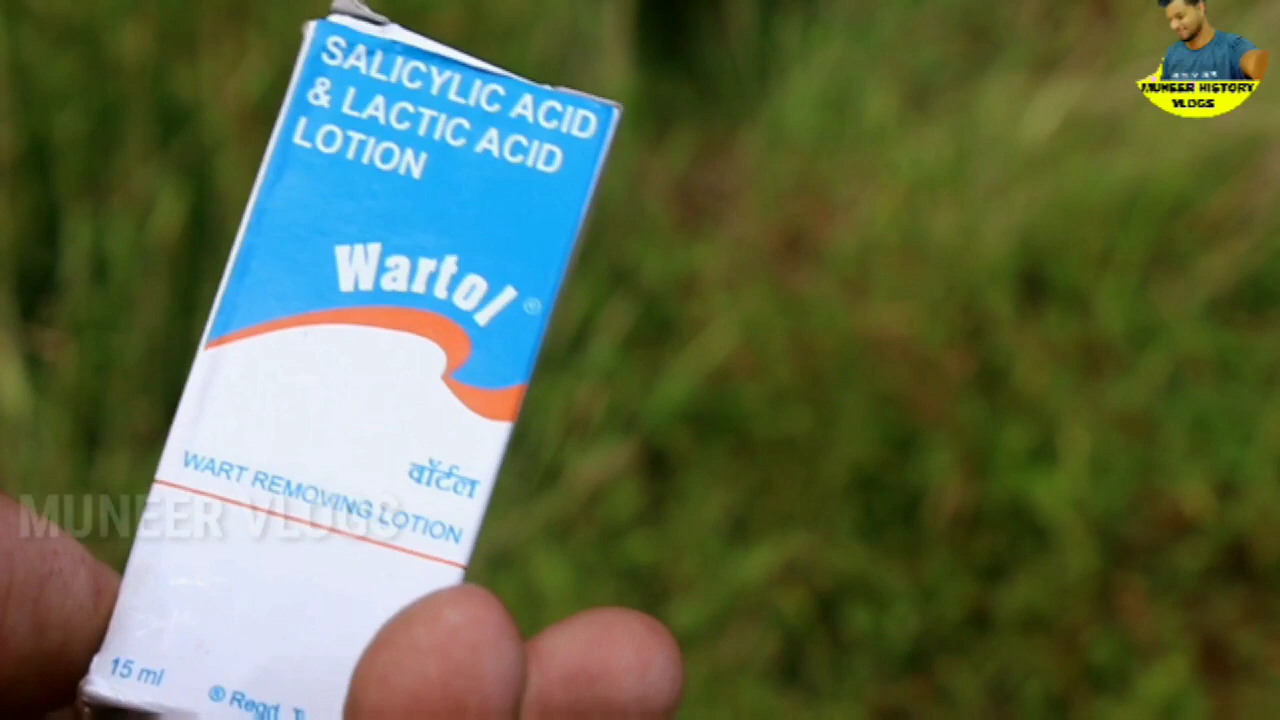 SALICYLIC ACID
& LACTIC ACID
LOTION
Wartol®
वॉर्टल
WART REMOVING LOTION
15 ml
® Regd.
MUNEER VLOGS
MUNEER HISTORY
VLOGS